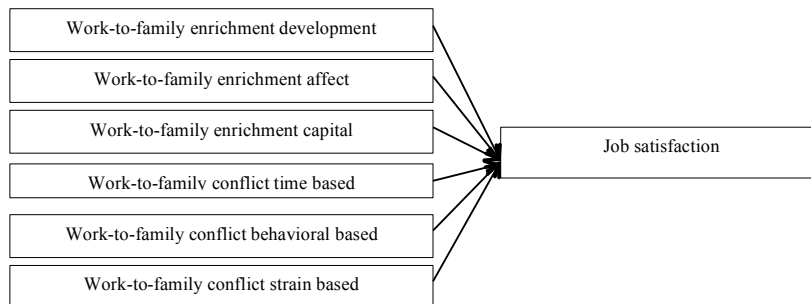 Work-to-family enrichment development
Work-to-family enrichment affect
Work-to-family enrichment capital
Work-to-family conflict time based
Work-to-family conflict behavioral based
Work-to-family conflict strain based
Job satisfaction